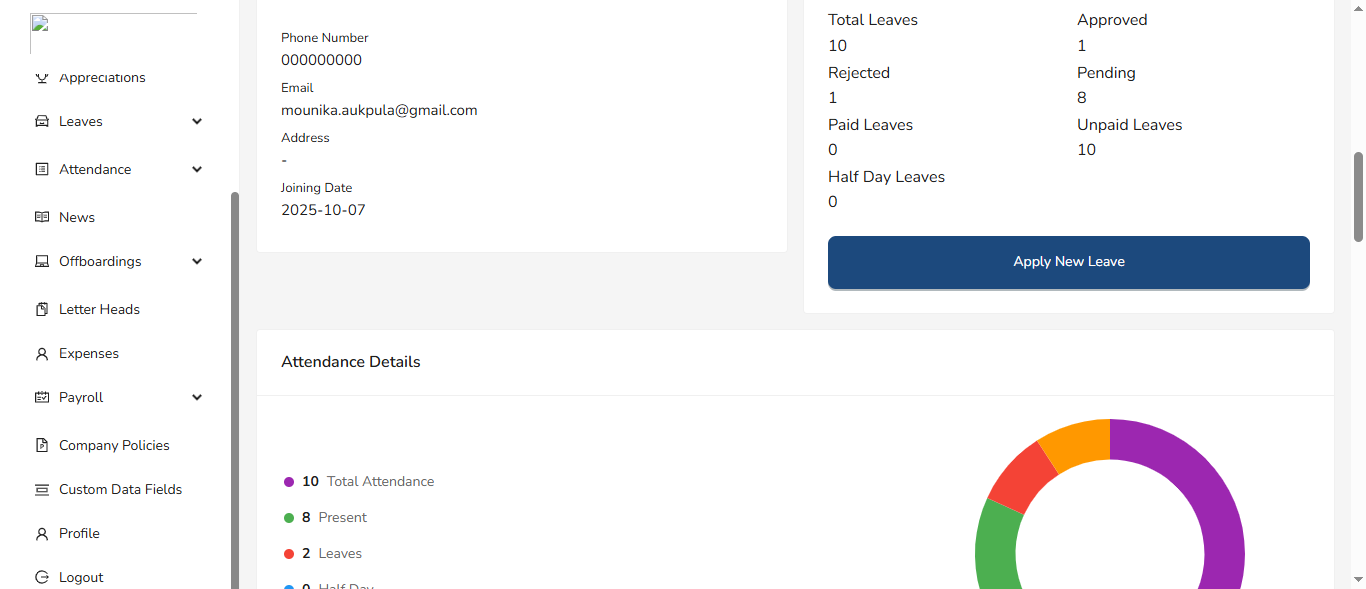 Appreciations
Leaves
Attendance
News
Offboardings
Letter Heads
Expenses
Payroll
Company Policies
Custom Data Fields
Profile
Logout
Phone Number
000000000
Email
mounika.aukpula@gmail.com
Address
-
Joining Date
2025-10-07
Total Leaves
Approved
10
1
Rejected
Pending
1
8
Paid Leaves
Unpaid Leaves
0
10
Half Day Leaves
0
Apply New Leave
Attendance Details
10 Total Attendance
8 Present
2 Leaves
0 Half Day